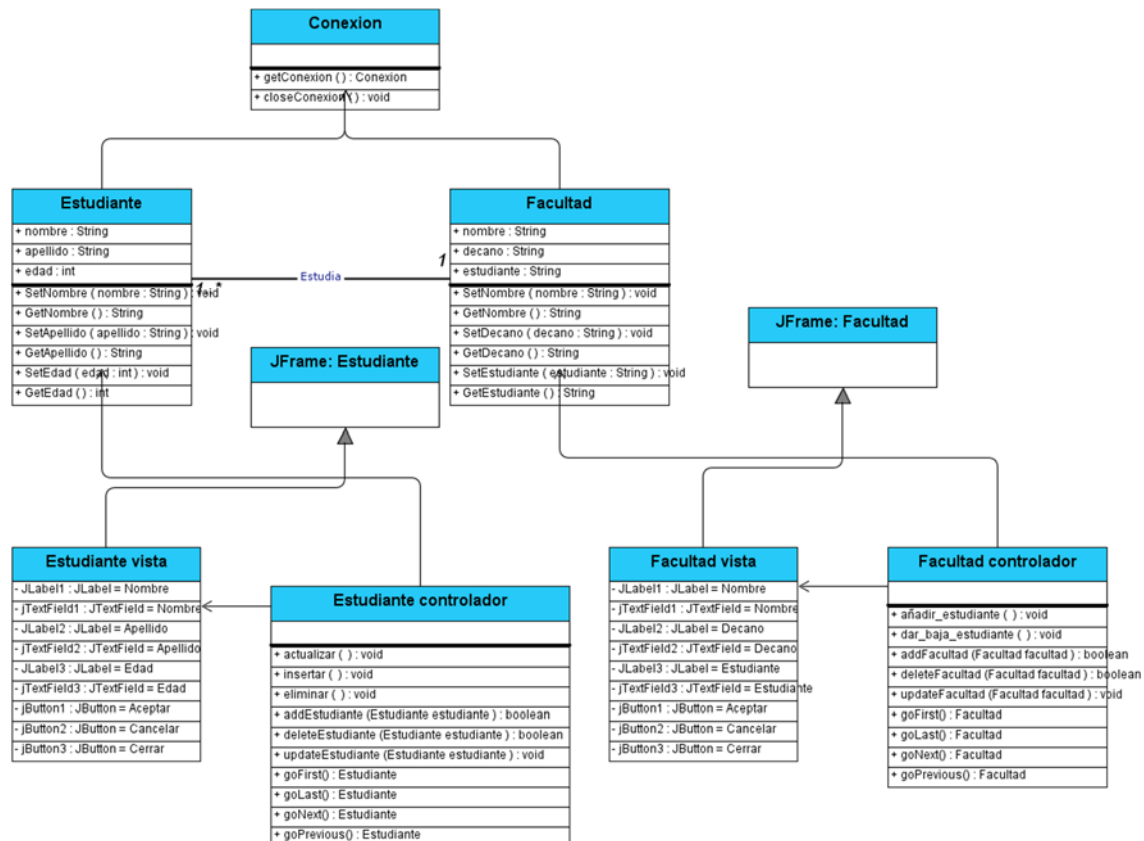 Conexion
+ getConexion ( ) : Conexion
+ closeConexion ( ) : void
Estudiante
+ nombre : String
+ apellido : String
+ edad : int
+ SetNombre ( nombre : String ) : void
+ GetNombre ( ) : String
+ SetApellido ( apellido : String ) : void
+ GetApellido ( ) : String
+ SetEdad ( edad : int ) : void
+ GetEdad ( ) : int
1..*
Estudia
1
Facultad
+ nombre : String
+ decano : String
+ estudiante : String
+ SetNombre ( nombre : String ) : void
+ GetNombre ( ) : String
+ SetDecano ( decano : String ) : void
+ GetDecano ( ) : String
+ SetEstudiante ( estudiante : String ) : void
+ GetEstudiante ( ) : String
JFrame: Estudiante
JFrame: Facultad
Estudiante vista
- JLabel1 : JLabel = Nombre
- jTextField1 : JTextField = Nombre
- JLabel2 : JLabel = Apellido
- jTextField2 : JTextField = Apellido
- JLabel3 : JLabel = Edad
- jTextField3 : JTextField = Edad
- jButton1 : JButton = Aceptar
- jButton2 : JButton = Cancelar
- jButton3 : JButton = Cerrar
Estudiante controlador
+ actualizar ( ) : void
+ insertar ( ) : void
+ eliminar ( ) : void
+ addEstudiante (Estudiante estudiante ) : boolean
+ deleteEstudiante (Estudiante estudiante ) : boolean
+ updateEstudiante (Estudiante estudiante ) : void
+ goFirst() : Estudiante
+ goLast() : Estudiante
+ goNext() : Estudiante
+ goPrevious() : Estudiante
Facultad vista
- JLabel1 : JLabel = Nombre
- jTextField1 : JTextField = Nombre
- JLabel2 : JLabel = Decano
- jTextField2 : JTextField = Decano
- JLabel3 : JLabel = Estudiante
- jTextField3 : JTextField = Estudiante
- jButton1 : JButton = Aceptar
- jButton2 : JButton = Cancelar
- jButton3 : JButton = Cerrar
Facultad controlador
+ añadir_estudiante ( ) : void
+ dar_baja_estudiante ( ) : void
+ addFacultad (Facultad facultad ) : boolean
+ deleteFacultad (Facultad facultad ) : boolean
+ updateFacultad (Facultad facultad ) : void
+ goFirst() : Facultad
+ goLast() : Facultad
+ goNext() : Facultad
+ goPrevious() : Facultad